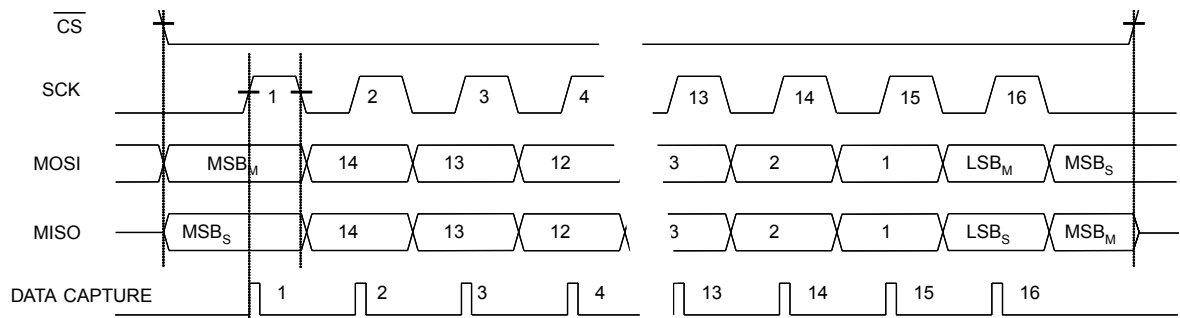 CS
SCK 1 2 3 4 13 14 15 16
MOSI MSBM 14 13 12 3 2 1 LSBM MSBS
MISO MSBS 14 13 12 3 2 1 LSBS MSBM
DATA CAPTURE 1 2 3 4 13 14 15 16